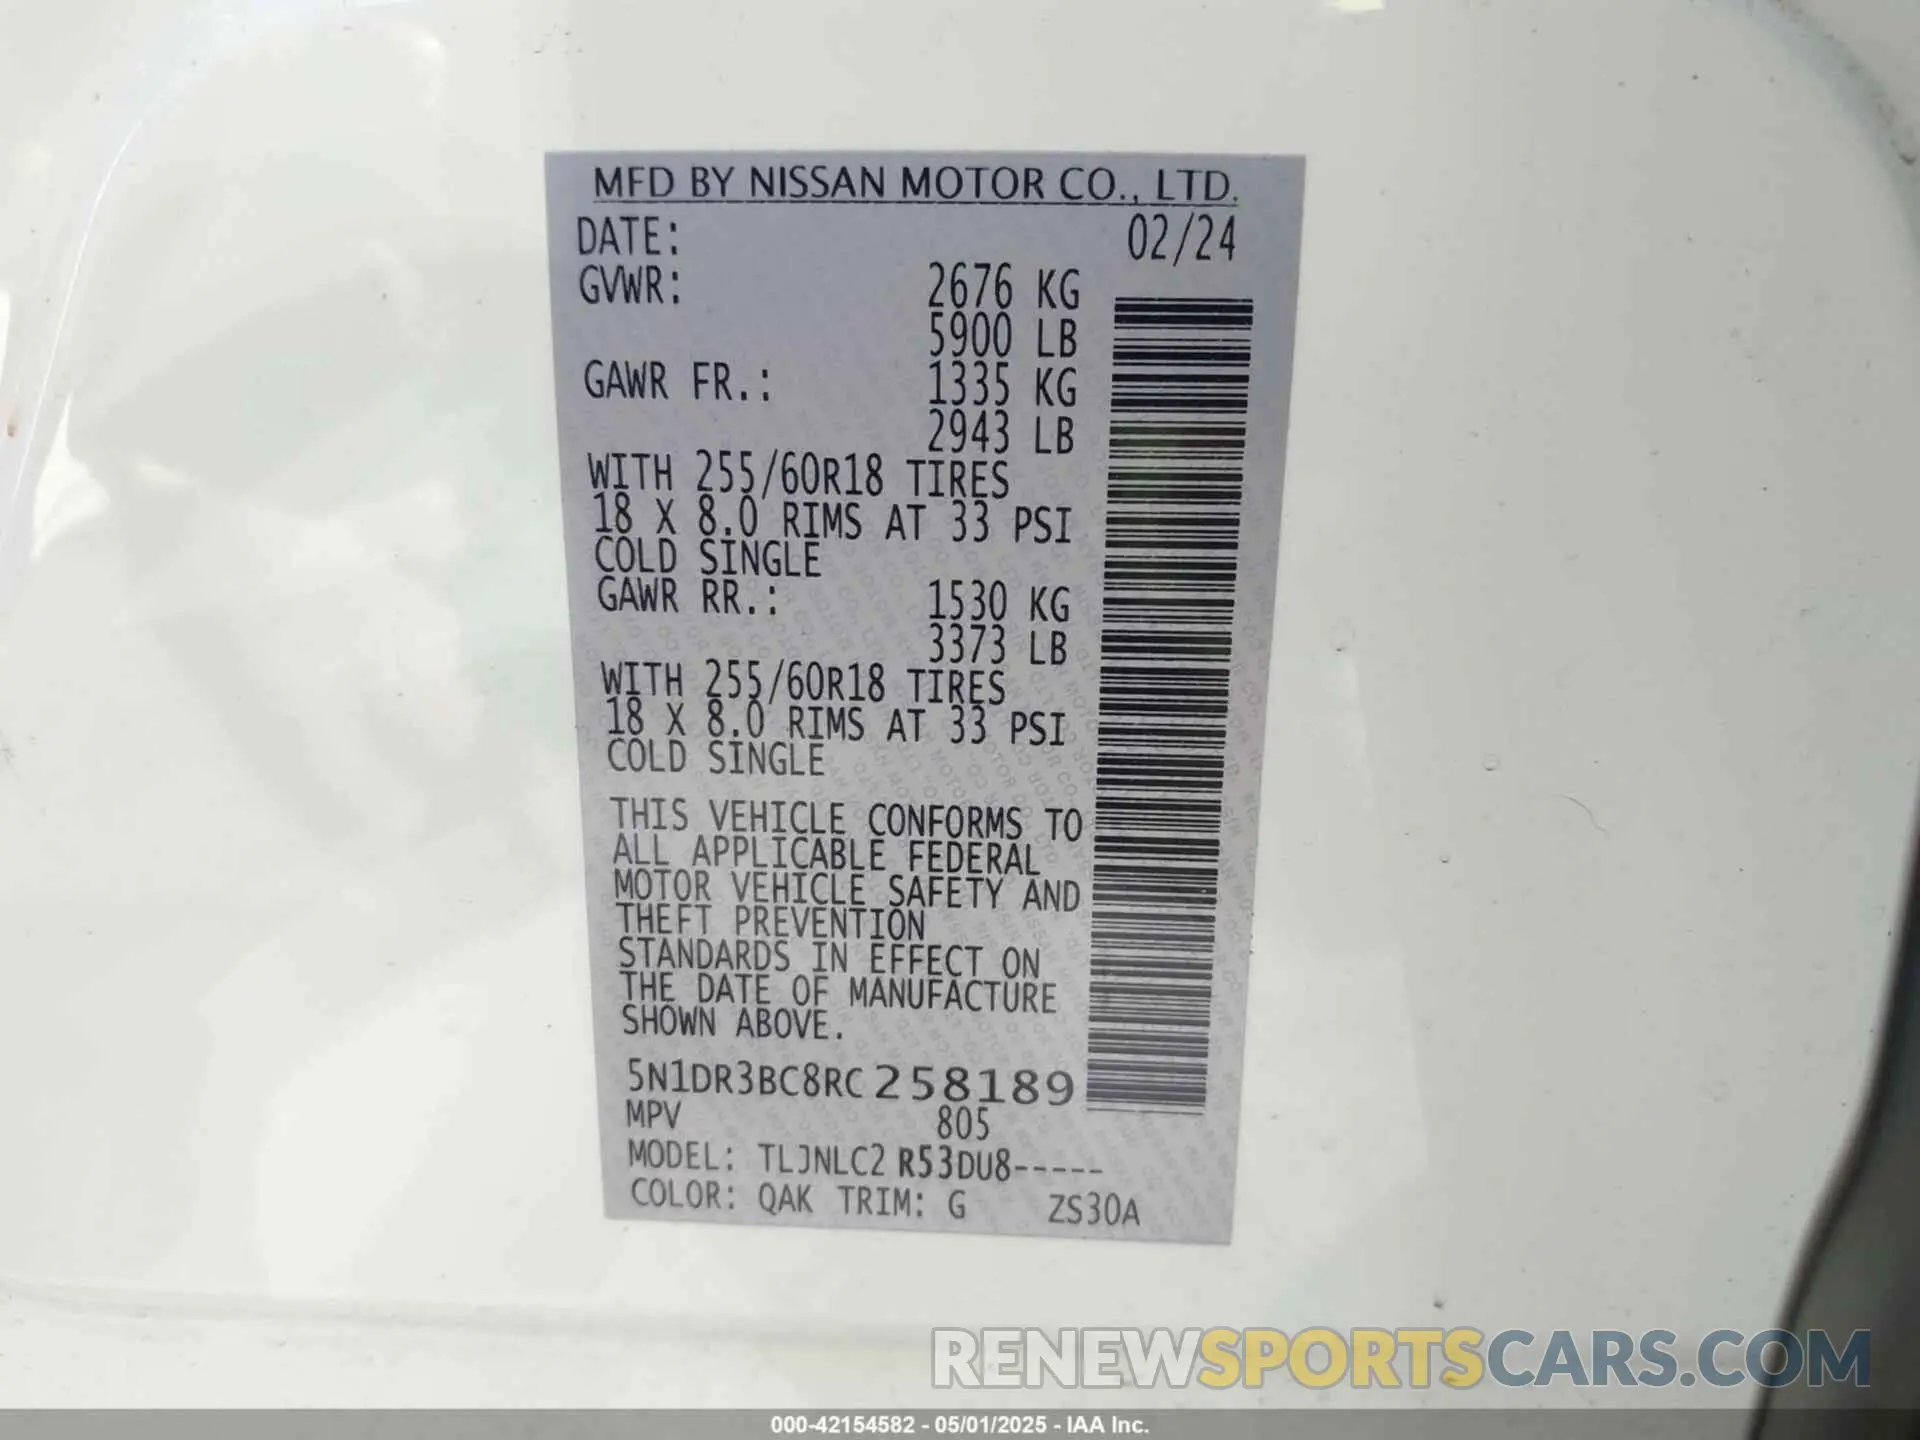 MFD BY NISSAN MOTOR CO., LTD.
DATE: 02/24
GVWR: 2676 KG
5900 LB
GAWR FR.: 1335 KG
2943 LB
WITH 255/60R18 TIRES
18 X 8.0 RIMS AT 33 PSI
COLD SINGLE
GAWR RR.: 1530 KG
3373 LB
WITH 255/60R18 TIRES
18 X 8.0 RIMS AT 33 PSI
COLD SINGLE
THIS VEHICLE CONFORMS TO
ALL APPLICABLE FEDERAL
MOTOR VEHICLE SAFETY AND
THEFT PREVENTION
STANDARDS IN EFFECT ON
THE DATE OF MANUFACTURE
SHOWN ABOVE.
5N1DR3BC8RC258189
MPV 805
MODEL: TLJNLC2 R53DU8-----
COLOR: QAK TRIM: G ZS30A
RENEWSPORTSCARS.COM
000-42154582 - 05/01/2025 - IAA Inc.